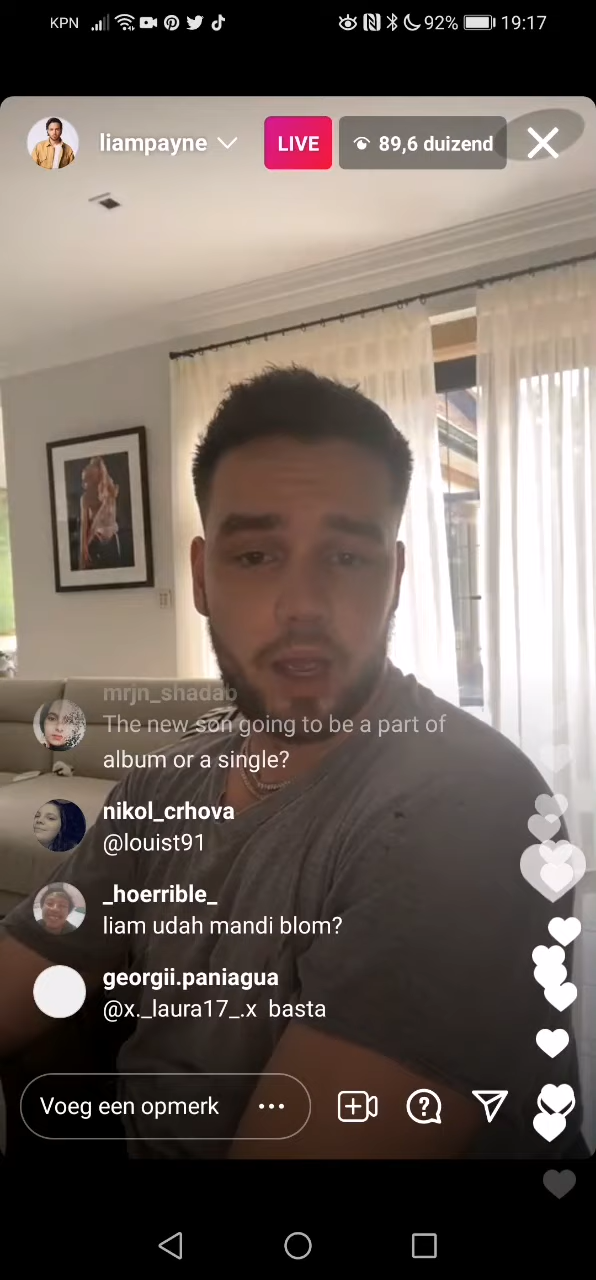 KPN 92% 19:17
liampayne LIVE 89,6 duizend
mrjn_shadab
The new son going to be a part of
album or a single?
nikol_crhova
@louist91
_hoerrible_
liam udah mandi blom?
georgii.paniagua
@x._laura17_.x basta
Voeg een opmerk ...